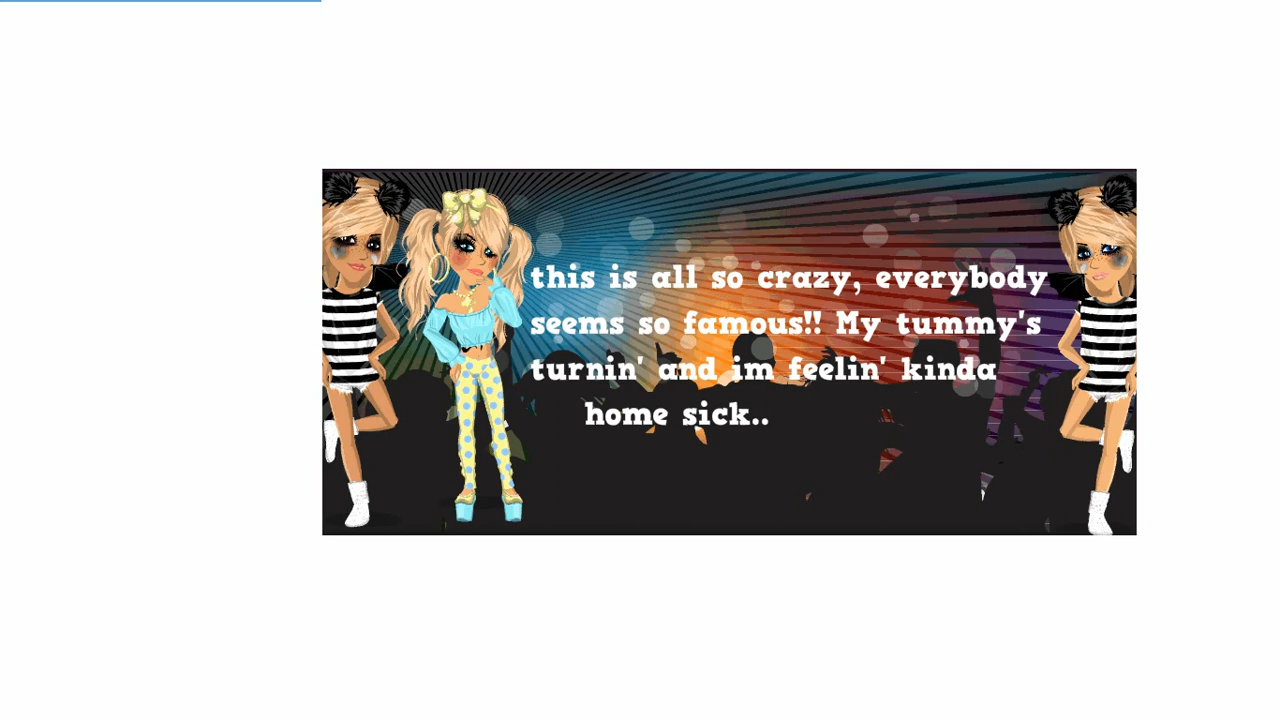 this is all so crazy, everybody
seems so famous!! My tummy's
turnin' and im feelin' kinda
home sick..